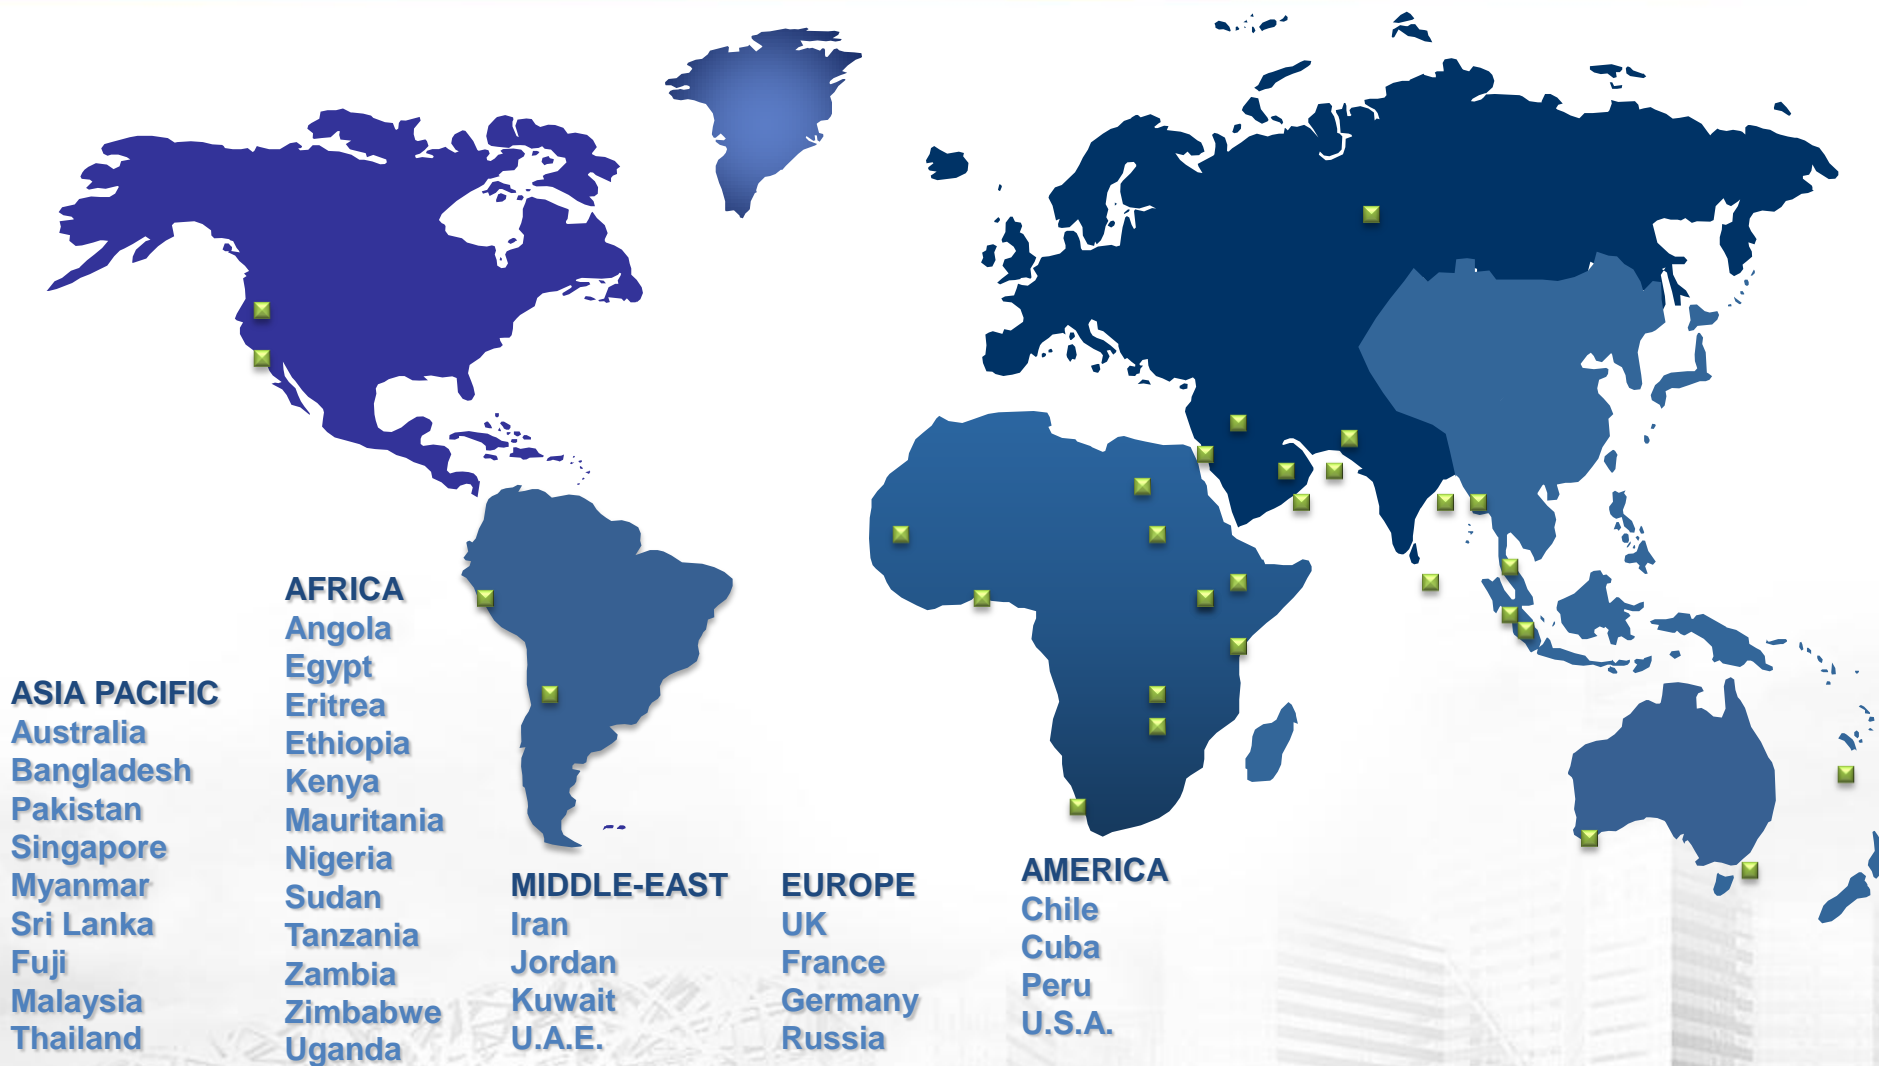 ASIA PACIFIC
Australia
Bangladesh
Pakistan
Singapore
Myanmar
Sri Lanka
Fuji
Malaysia
Thailand
AFRICA
Angola
Egypt
Eritrea
Ethiopia
Kenya
Mauritania
Nigeria
Sudan
Tanzania
Zambia
Zimbabwe
Uganda
MIDDLE-EAST
Iran
Jordan
Kuwait
U.A.E.
EUROPE
UK
France
Germany
Russia
AMERICA
Chile
Cuba
Peru
U.S.A.